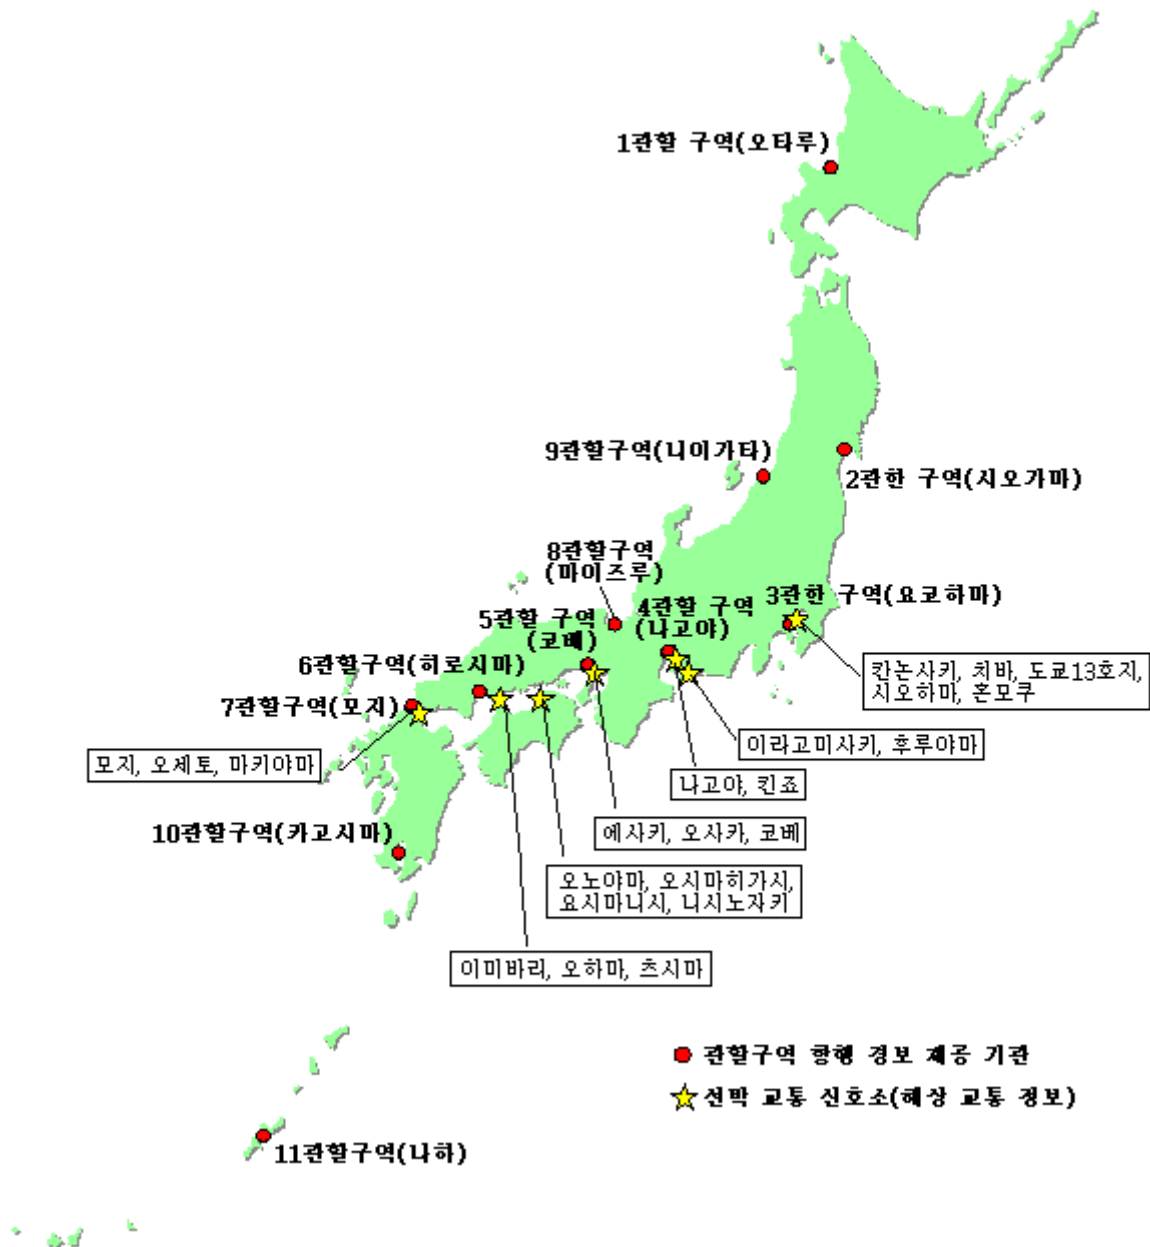 1관할 구역(오타루)
9관할구역(니이가타)
2관한 구역(시오가마)
8관할구역
(마이즈루)
3관한 구역(요코하마)
4관할 구역
(나고야)
5관할 구역
(코베)
6관할구역(히로시마)
7관할구역(모지)
칸논사키, 치바, 도쿄13호지,
시오하마, 혼모쿠
이라고미사키, 후루야마
모지, 오세토, 마키야마
나고야, 킨죠
에사키, 오사카, 코베
10관할구역(카고시마)
오노야마, 오시마히가시,
요시마니시, 니시노자키
이미바리, 오하마, 츠시마
관할구역 항행 경보 제공 기관
선박 교통 신호소(해상 교통 정보)
11관할구역(나하)